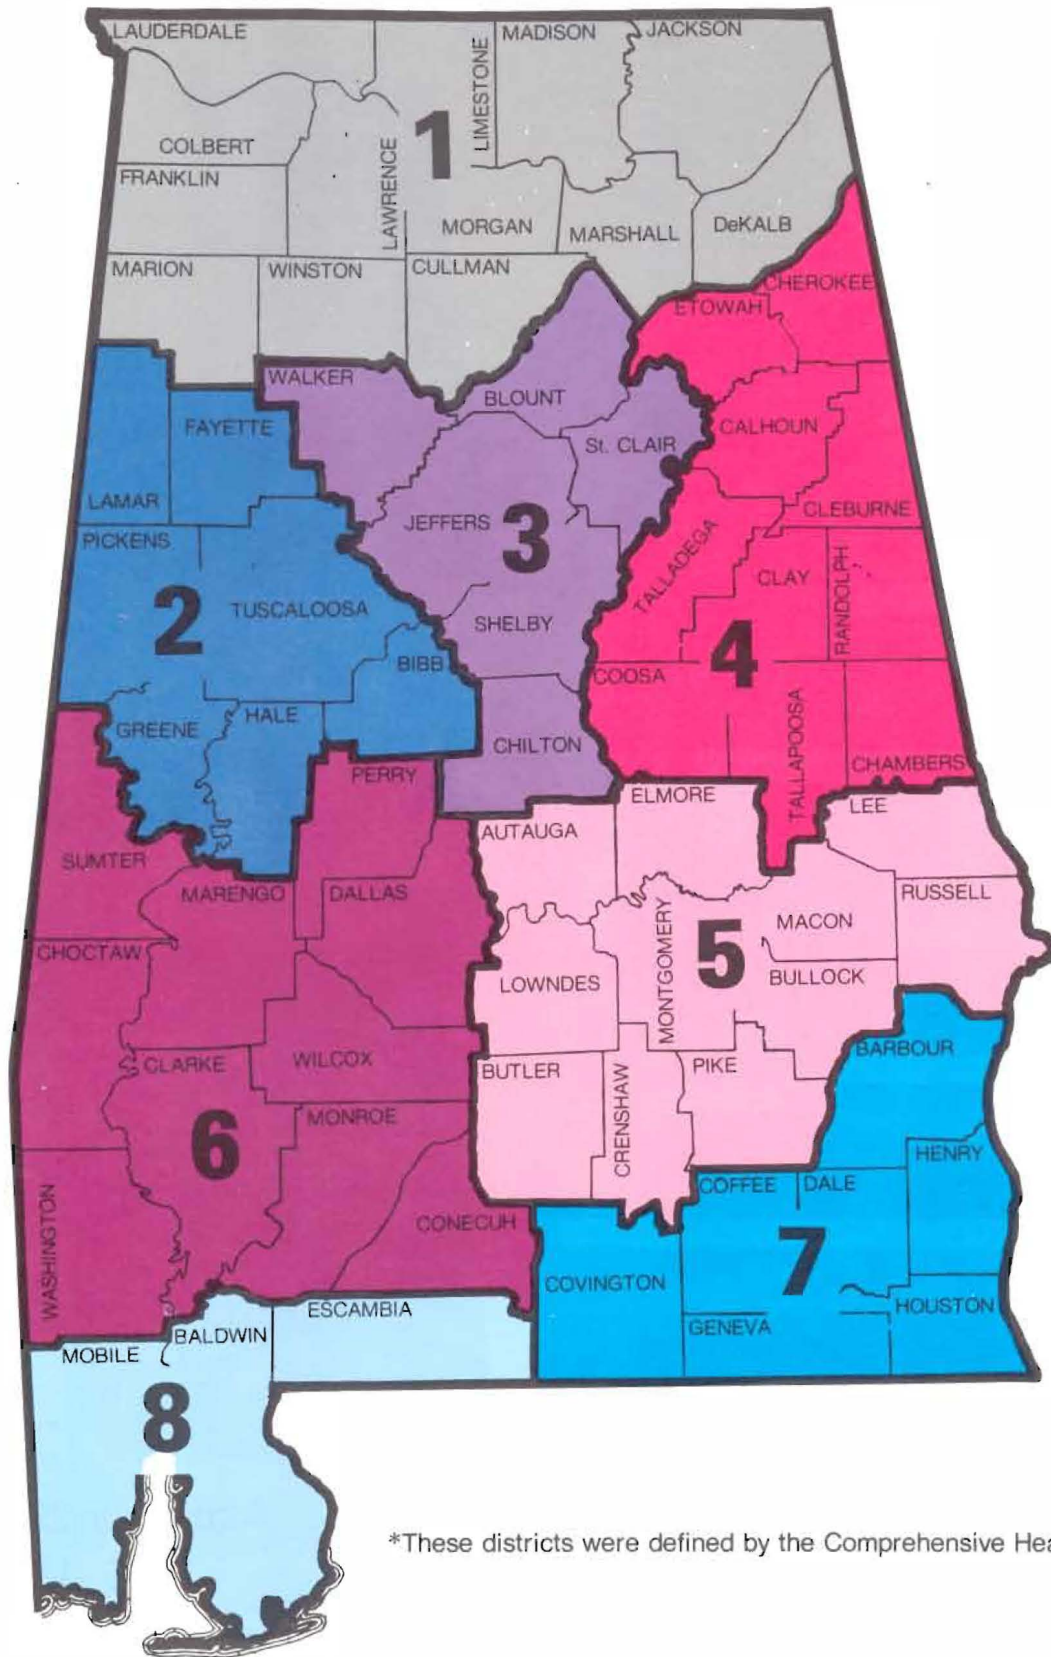 LAUDERDALE
MADISON
JACKSON
LIMESTONE
1
COLBERT
LAWRENCE
FRANKLIN
MORGAN
MARSHALL
DeKALB
MARION
WINSTON
CULLMAN
CHEROKEE
ETOWAH
WALKER
BLOUNT
FAYETTE
CALHOUN
St. CLAIR
LAMAR
JEFFERS
3
CLEBURNE
PICKENS
TALLADEGA
CLAY
RANDOLPH
2
TUSCALOOSA
SHELBY
4
BIBB
COOSA
HALE
GREENE
CHILTON
TALLAPOOSA
CHAMBERS
PERRY
ELMORE
LEE
AUTAUGA
SUMTER
MARENGO
DALLAS
RUSSELL
MACON
MONTGOMERY
5
CHOCTAW
LOWNDES
BULLOCK
BARBOUR
CLARKE
WILCOX
BUTLER
PIKE
CRENSHAW
MONROE
6
HENRY
COFFEE
DALE
WASHINGTON
CONECUH
7
COVINGTON
HOUSTON
ESCAMBIA
GENEVA
BALDWIN
MOBILE
8
*These districts were defined by the Comprehensive Hea